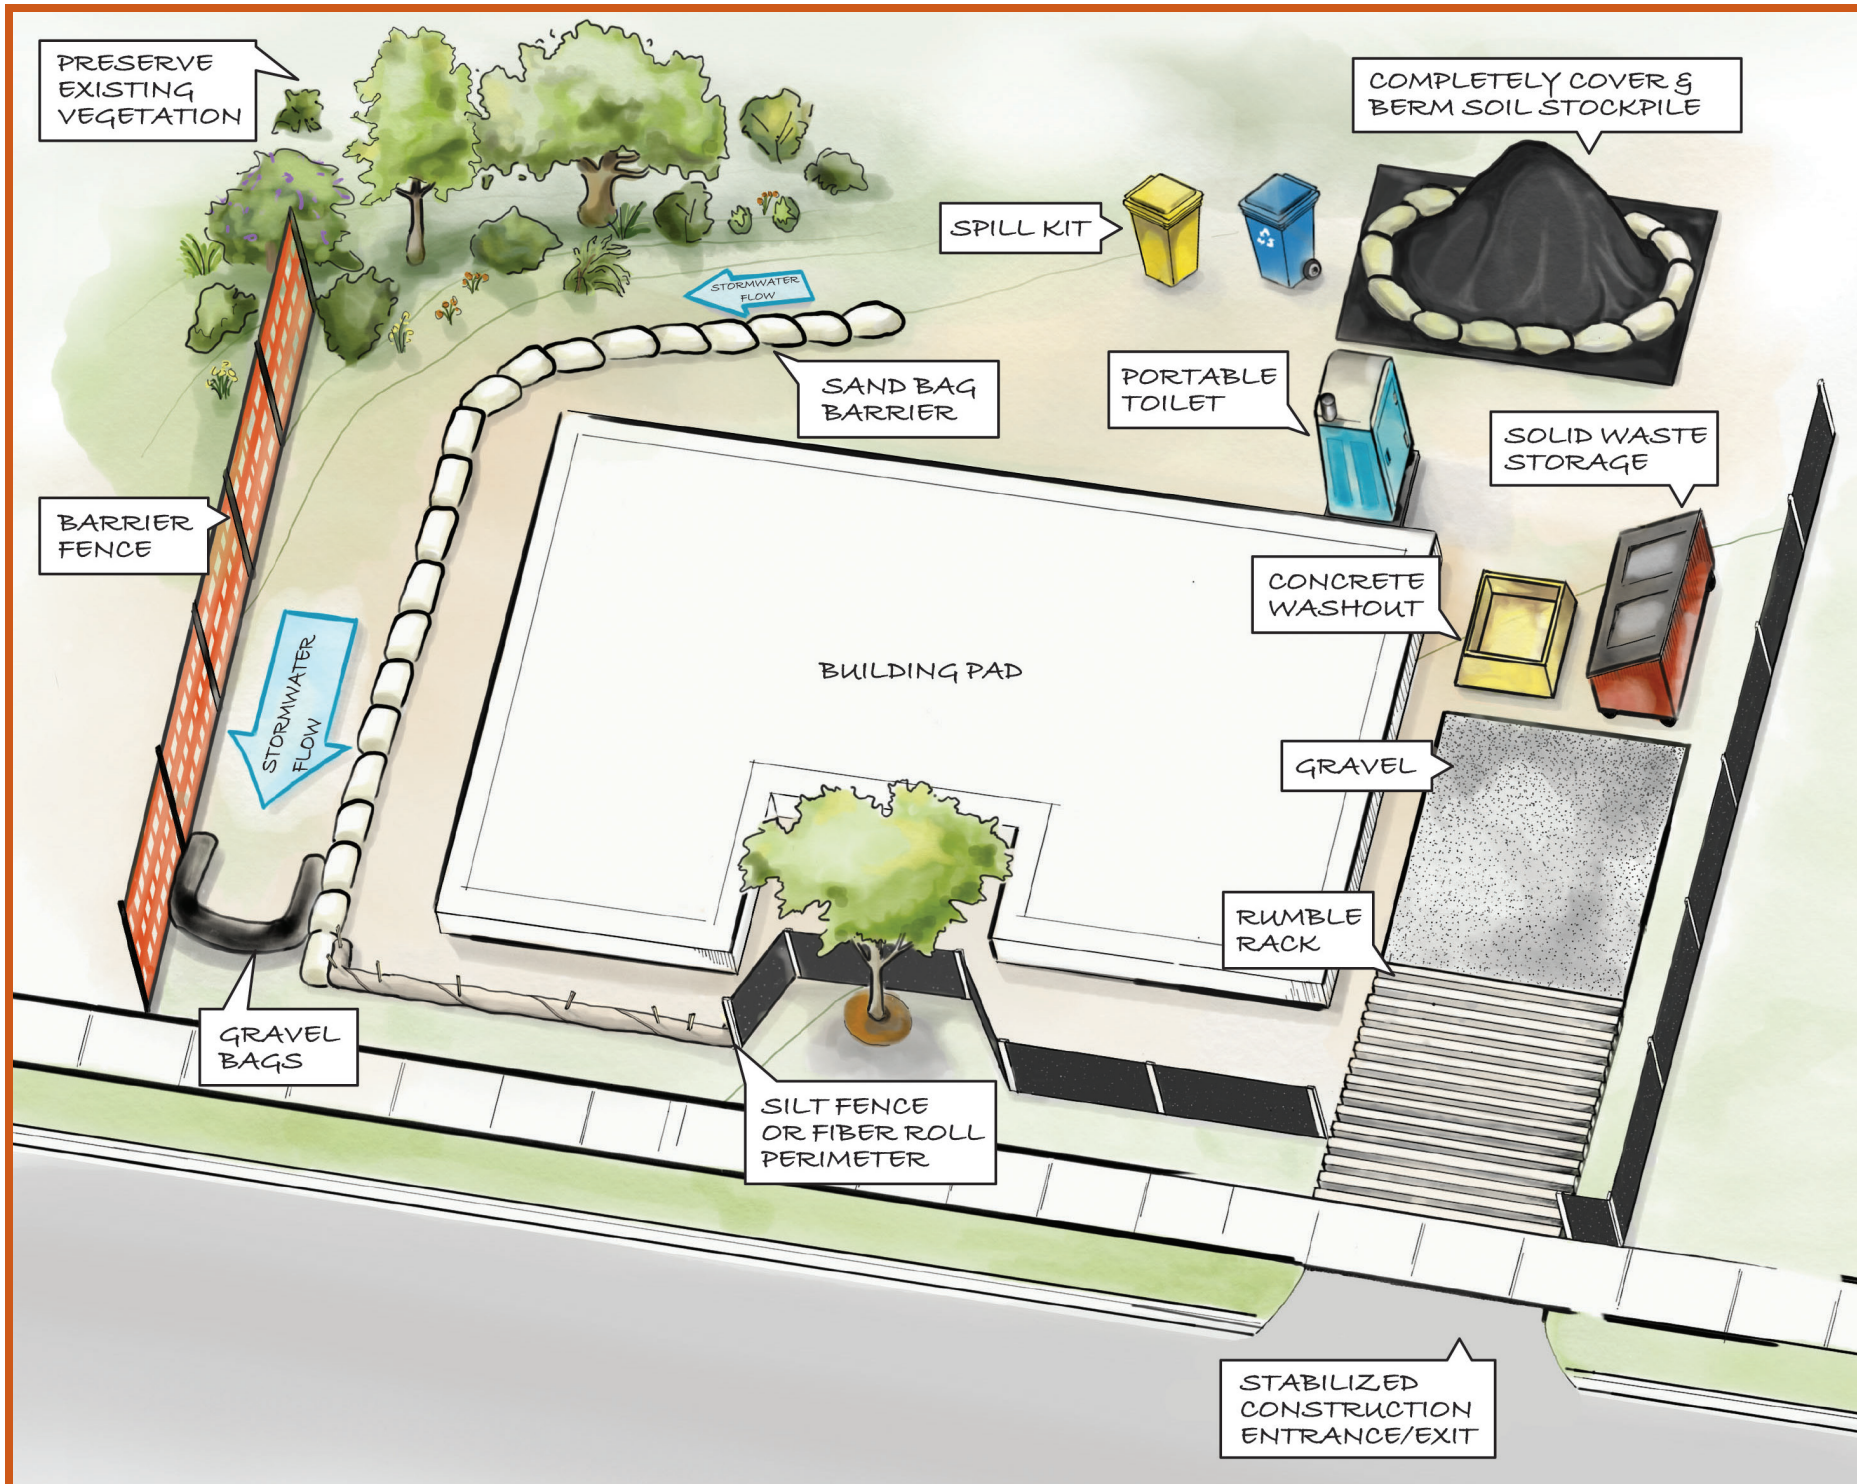 PRESERVE
EXISTING
VEGETATION
COMPLETELY COVER &
BERM SOIL STOCKPILE
SPILL KIT
STORMWATER
FLOW
SAND BAG
BARRIER
PORTABLE
TOILET
SOLID WASTE
STORAGE
BARRIER
FENCE
CONCRETE
WASHOUT
BUILDING PAD
STORMWATER
FLOW
GRAVEL
RUMBLE
RACK
GRAVEL
BAGS
SILT FENCE
OR FIBER ROLL
PERIMETER
STABILIZED
CONSTRUCTION
ENTRANCE/EXIT